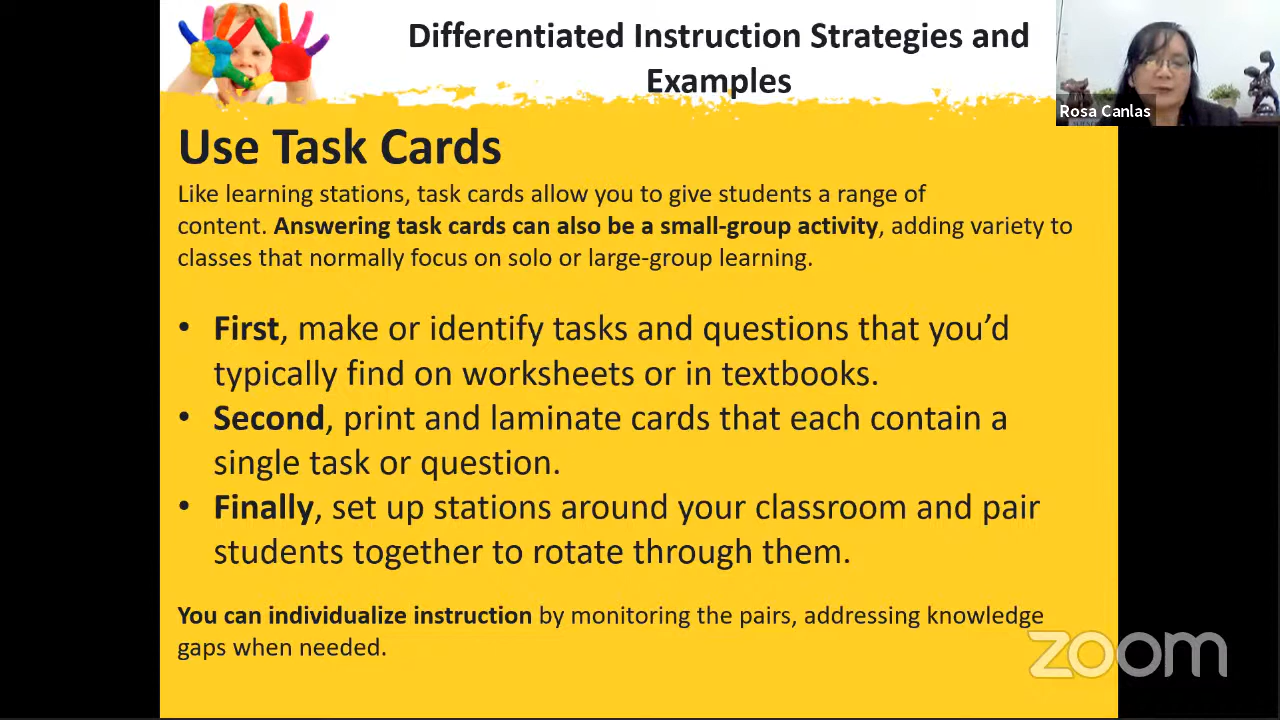 Differentiated Instruction Strategies and
Examples
Rosa Canlas
Use Task Cards
Like learning stations, task cards allow you to give students a range of
content. Answering task cards can also be a small-group activity, adding variety to
classes that normally focus on solo or large-group learning.
• First, make or identify tasks and questions that you’d
typically find on worksheets or in textbooks.
• Second, print and laminate cards that each contain a
single task or question.
• Finally, set up stations around your classroom and pair
students together to rotate through them.
You can individualize instruction by monitoring the pairs, addressing knowledge
gaps when needed.
zoom